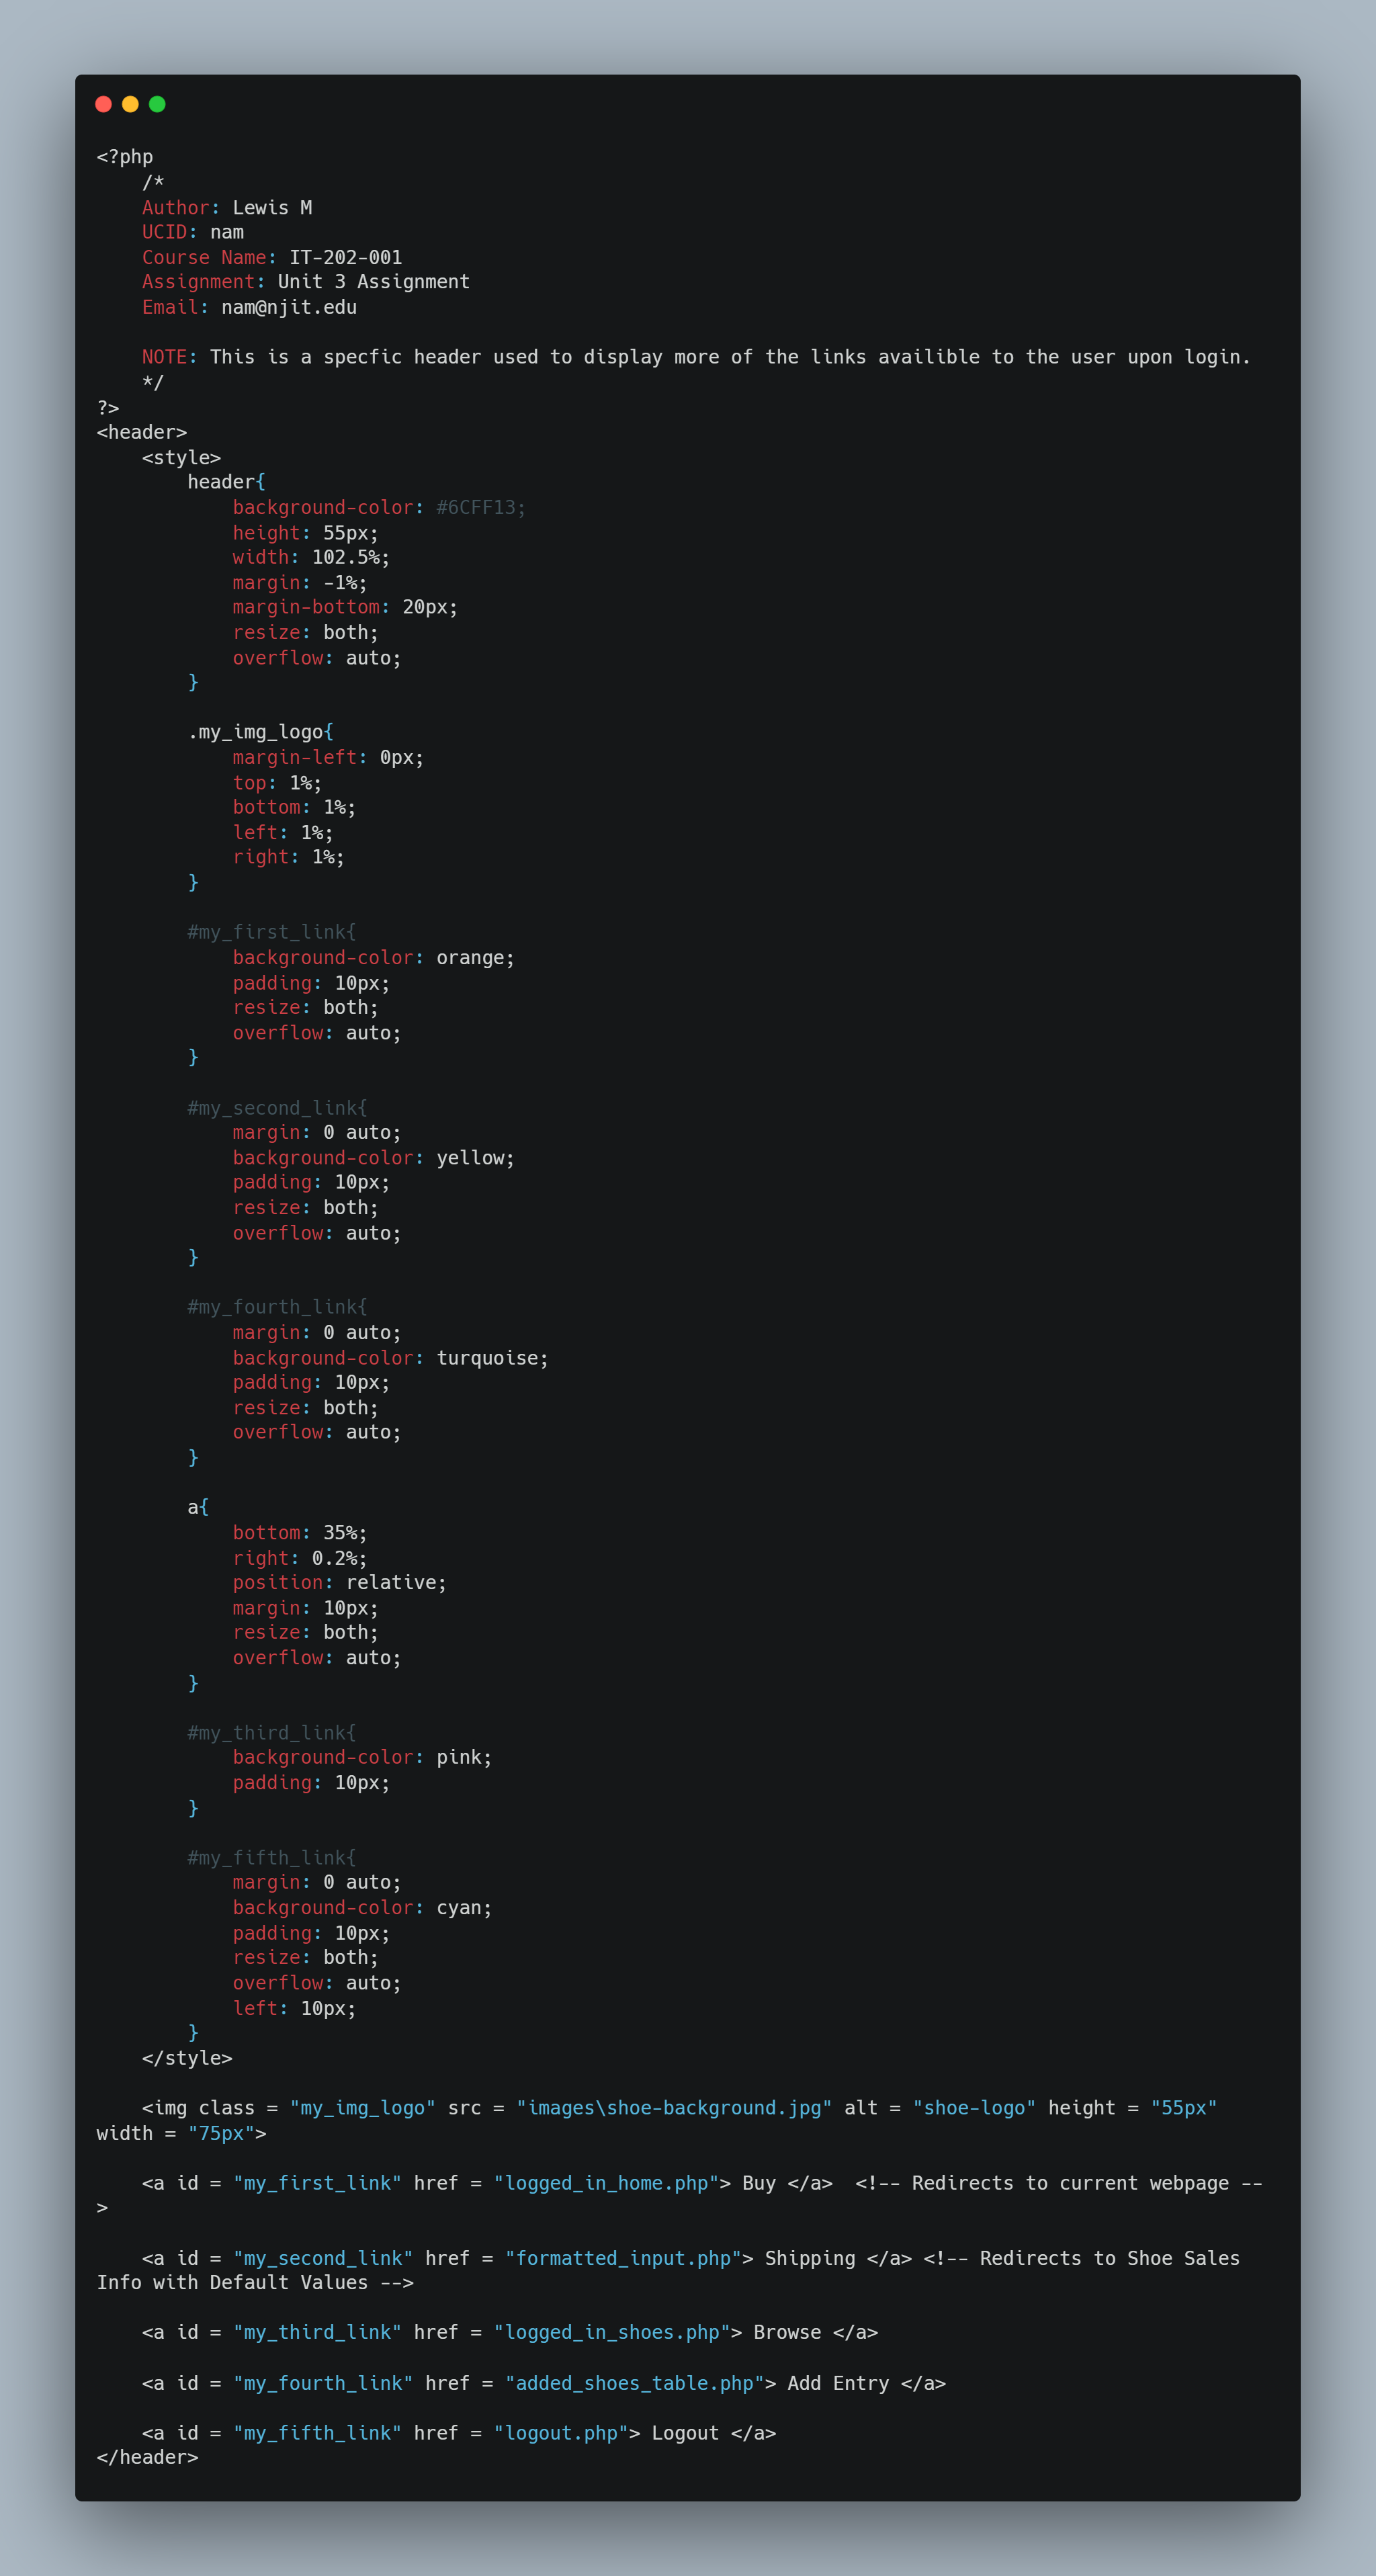 <?php
    /*
    Author: Lewis M
    UCID: nam
    Course Name: IT-202-001
    Assignment: Unit 3 Assignment
    Email: nam@njit.edu

    NOTE: This is a specfic header used to display more of the links availible to the user upon login.
    */
?>
<header>
    <style>
        header{
            background-color: #6CFF13;
            height: 55px;
            width: 102.5%;
            margin: -1%;
            margin-bottom: 20px;
            resize: both;
            overflow: auto;
        }

        .my_img_logo{
            margin-left: 0px;
            top: 1%;
            bottom: 1%;
            left: 1%;
            right: 1%;
        }

        #my_first_link{
            background-color: orange;
            padding: 10px;
            resize: both;
            overflow: auto;
        }

        #my_second_link{
            margin: 0 auto;
            background-color: yellow;
            padding: 10px;
            resize: both;
            overflow: auto;
        }

        #my_fourth_link{
            margin: 0 auto;
            background-color: turquoise;
            padding: 10px;
            resize: both;
            overflow: auto;
        }

        a{
            bottom: 35%;
            right: 0.2%;
            position: relative;
            margin: 10px;
            resize: both;
            overflow: auto;
        }

        #my_third_link{
            background-color: pink;
            padding: 10px;
        }

        #my_fifth_link{
            margin: 0 auto;
            background-color: cyan;
            padding: 10px;
            resize: both;
            overflow: auto;
            left: 10px;
        }
    </style>

    <img class = "my_img_logo" src = "images\shoe-background.jpg" alt = "shoe-logo" height = "55px"
width = "75px">

    <a id = "my_first_link" href = "logged_in_home.php"> Buy </a>  <!-- Redirects to current webpage --
>

    <a id = "my_second_link" href = "formatted_input.php"> Shipping </a> <!-- Redirects to Shoe Sales
Info with Default Values -->

    <a id = "my_third_link" href = "logged_in_shoes.php"> Browse </a>

    <a id = "my_fourth_link" href = "added_shoes_table.php"> Add Entry </a>

    <a id = "my_fifth_link" href = "logout.php"> Logout </a>
</header>